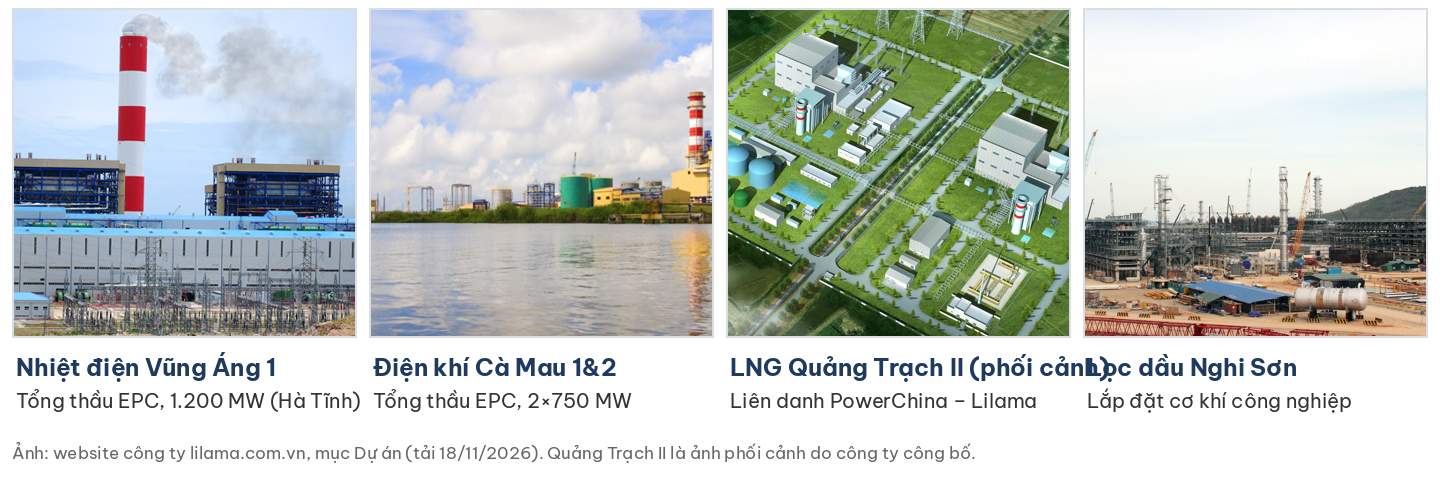 Nhiệt điện Vũng Áng 1
Tổng thầu EPC, 1.200 MW (Hà Tĩnh)
Điện khí Cà Mau 1&2
Tổng thầu EPC, 2×750 MW
LNG Quảng Trạch II (phối cảnh)
Liên danh PowerChina – Lilama
Lọc dầu Nghi Sơn
Lắp đặt cơ khí công nghiệp
Ảnh: website công ty lilama.com.vn, mục Dự án (tải 18/11/2026). Quảng Trạch II là ảnh phối cảnh do công ty công bố.